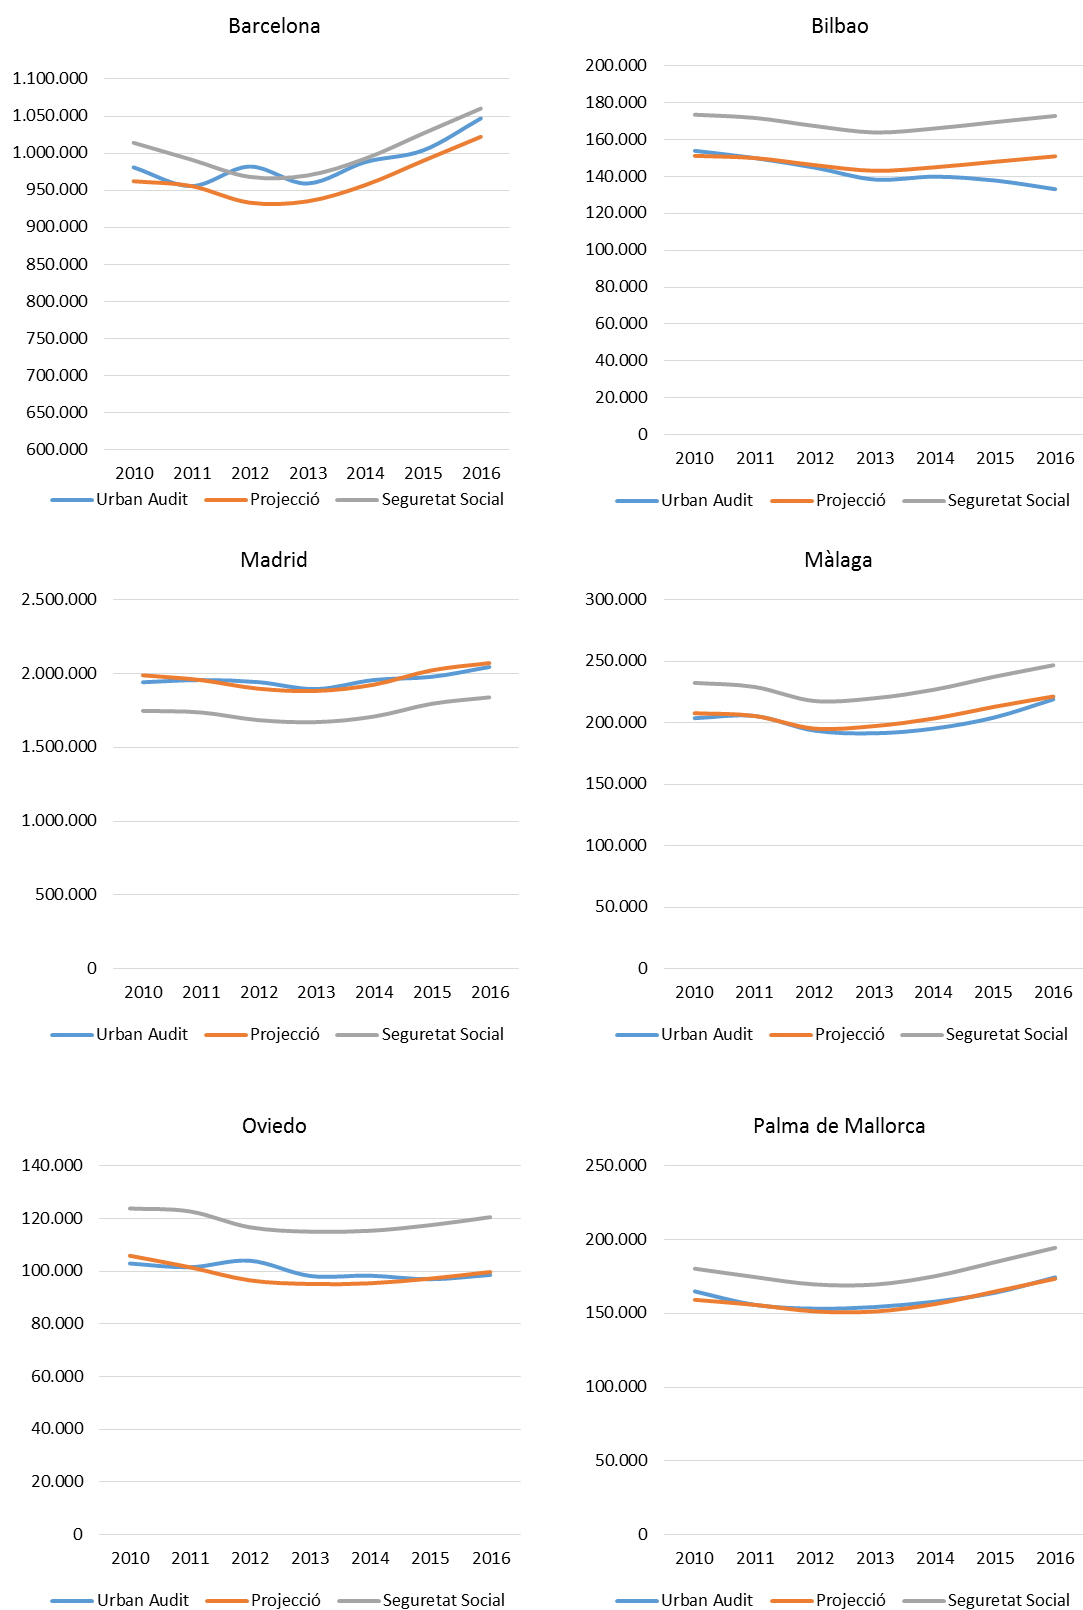 Barcelona
1.100.000
1.050.000
1.000.000
950.000
900.000
850.000
800.000
750.000
700.000
650.000
600.000
2010 2011 2012 2013 2014 2015 2016
Urban Audit Projecció Seguretat Social
Bilbao
200.000
180.000
160.000
140.000
120.000
100.000
80.000
60.000
40.000
20.000
0
2010 2011 2012 2013 2014 2015 2016
Urban Audit Projecció Seguretat Social
Madrid
2.500.000
2.000.000
1.500.000
1.000.000
500.000
0
2010 2011 2012 2013 2014 2015 2016
Urban Audit Projecció Seguretat Social
Màlaga
300.000
250.000
200.000
150.000
100.000
50.000
0
2010 2011 2012 2013 2014 2015 2016
Urban Audit Projecció Seguretat Social
Oviedo
140.000
120.000
100.000
80.000
60.000
40.000
20.000
0
2010 2011 2012 2013 2014 2015 2016
Urban Audit Projecció Seguretat Social
Palma de Mallorca
250.000
200.000
150.000
100.000
50.000
0
2010 2011 2012 2013 2014 2015 2016
Urban Audit Projecció Seguretat Social